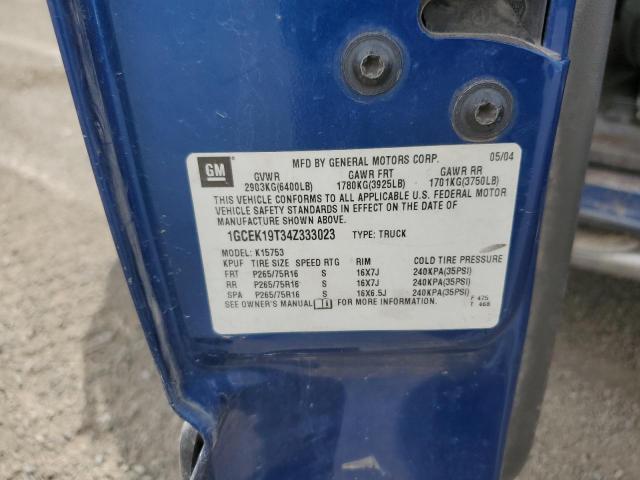 GM
MFD BY GENERAL MOTORS CORP. 05/04
GVWR GAWR FRT GAWR RR
2903KG(6400LB) 1780KG(3925LB) 1701KG(3750LB)
THIS VEHICLE CONFORMS TO ALL APPLICABLE U.S. FEDERAL MOTOR
VEHICLE SAFETY STANDARDS IN EFFECT ON THE DATE OF
MANUFACTURE SHOWN ABOVE.
1GCEK19T34Z333023 TYPE: TRUCK
MODEL: K15753
KPUF TIRE SIZE SPEED RTG RIM COLD TIRE PRESSURE
FRT P265/75R16 S 16X7J 240KPA(35PSI)
RR P265/75R16 S 16X7J 240KPA(35PSI)
SPA P265/75R16 S 16X6.5J 240KPA(35PSI)
SEE OWNER'S MANUAL FOR MORE INFORMATION. F 475
T 468